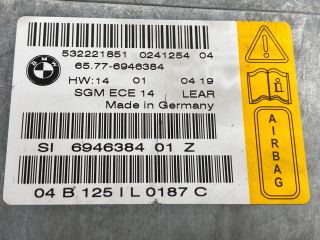 BMW
532221851 0241254 04
65.77-6946384
HW:14 01 04 19
SGM ECE 14 LEAR
Made in Germany
SI 6946384 01 Z
04 B 125 I L 0187 C
AIRBAG